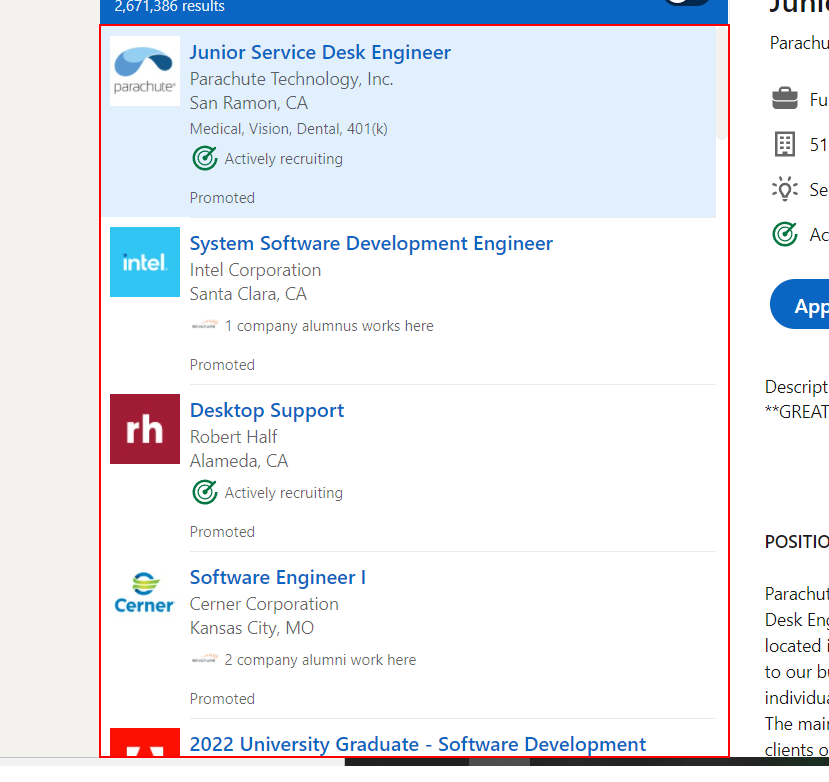 2,671,386 results
parachute
Junior Service Desk Engineer
Parachute Technology, Inc.
San Ramon, CA
Medical, Vision, Dental, 401(k)
Actively recruiting
Promoted
intel.
System Software Development Engineer
Intel Corporation
Santa Clara, CA
1 company alumnus works here
Promoted
rh
Desktop Support
Robert Half
Alameda, CA
Actively recruiting
Promoted
Cerner
Software Engineer I
Cerner Corporation
Kansas City, MO
2 company alumni work here
Promoted
2022 University Graduate - Software Development
Junio
Parachu
Fu
51
Se
Ac
App
Descript
**GREAT
POSITIO
Parachut
Desk Eng
located i
to our bu
individua
The main
clients o